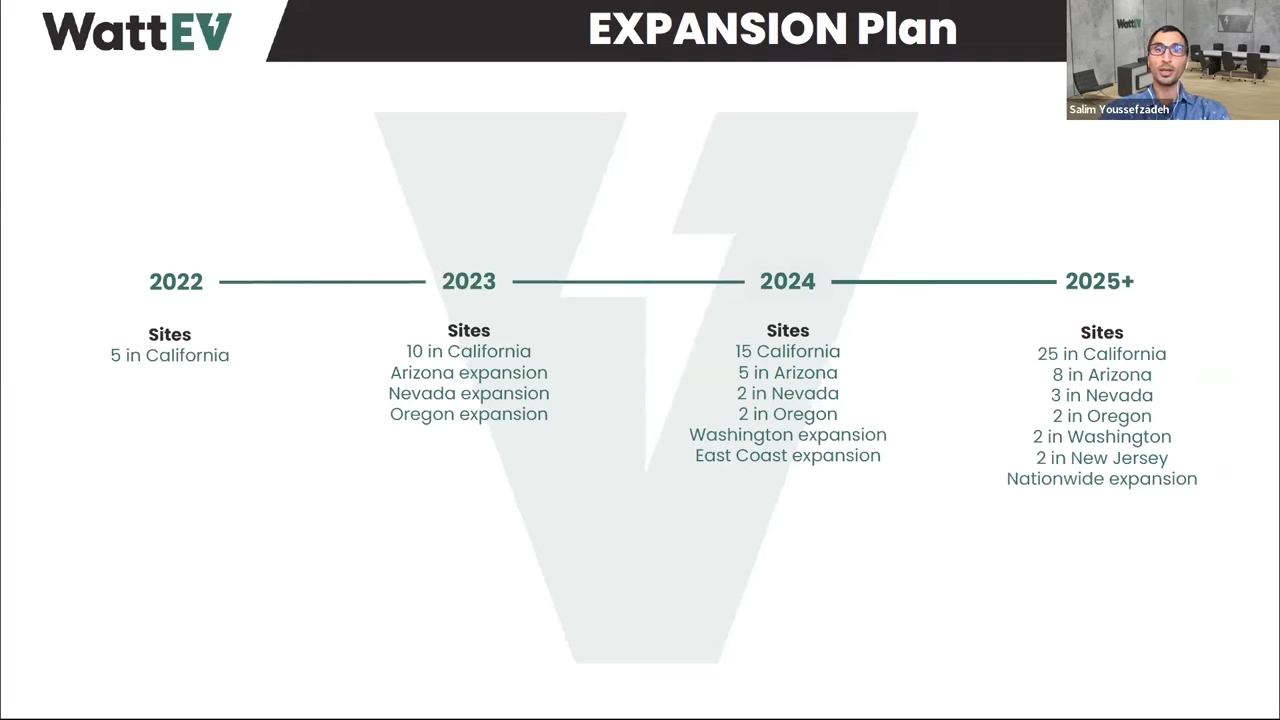 WattEV
EXPANSION Plan
WattEV
Salim Youssefzadeh
2022
Sites
5 in California
2023
Sites
10 in California
Arizona expansion
Nevada expansion
Oregon expansion
2024
Sites
15 California
5 in Arizona
2 in Nevada
2 in Oregon
Washington expansion
East Coast expansion
2025+
Sites
25 in California
8 in Arizona
3 in Nevada
2 in Oregon
2 in Washington
2 in New Jersey
Nationwide expansion